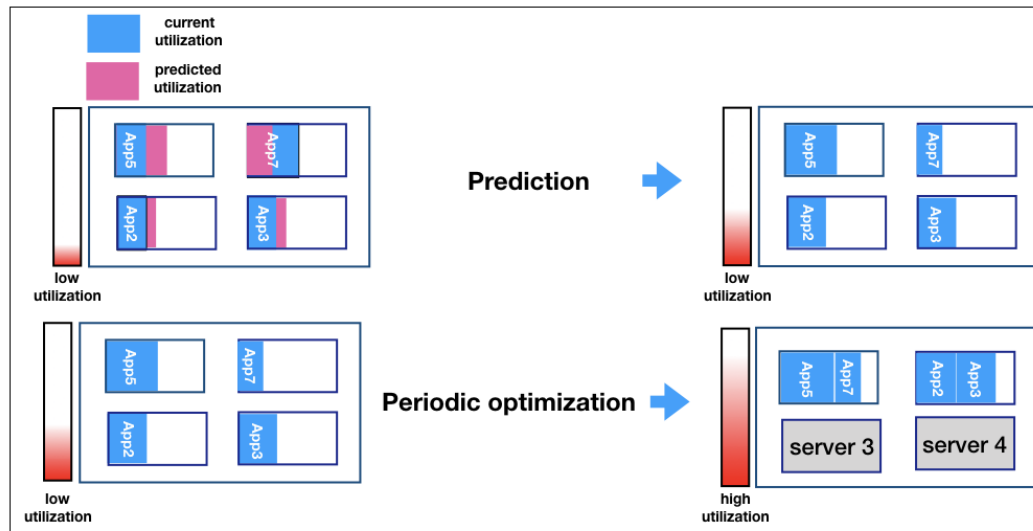 current
utilization
predicted
utilization
App5
App7
App2
App3
low
utilization
Prediction
App5
App7
App2
App3
low
utilization
App5
App7
App2
App3
low
utilization
Periodic optimization
App5
App7
App2
App3
server 3
server 4
high
utilization